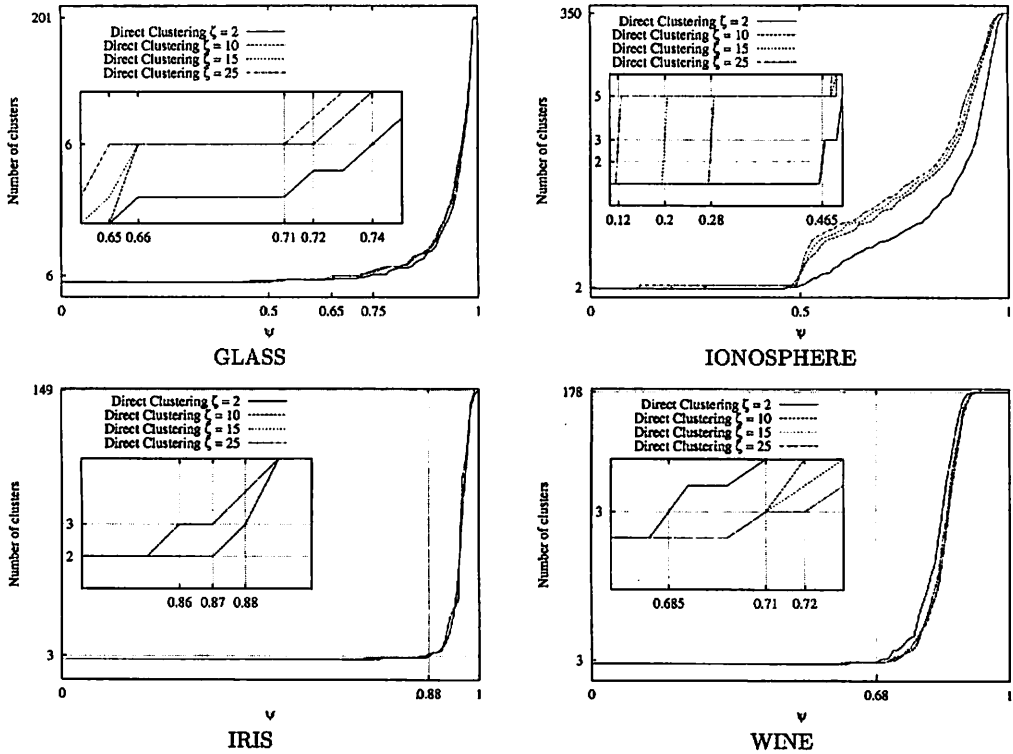 201
Direct Clustering ζ = 2
Direct Clustering ζ = 10
Direct Clustering ζ = 15
Direct Clustering ζ = 25
Number of clusters
6
0.65 0.66 0.71 0.72 0.74
6
0 0.5 0.65 0.75 1
ψ
GLASS
350
Direct Clustering ζ = 2
Direct Clustering ζ = 10
Direct Clustering ζ = 15
Direct Clustering ζ = 25
Number of clusters
5
3
2
0.12 0.2 0.28 0.465
2
0 0.5 1
ψ
IONOSPHERE
149
Direct Clustering ζ = 2
Direct Clustering ζ = 10
Direct Clustering ζ = 15
Direct Clustering ζ = 25
Number of clusters
3
2
0.86 0.87 0.88
3
0 0.88 1
ψ
IRIS
178
Direct Clustering ζ = 2
Direct Clustering ζ = 10
Direct Clustering ζ = 15
Direct Clustering ζ = 25
Number of clusters
3
0.685 0.71 0.72
3
0 0.68 1
ψ
WINE